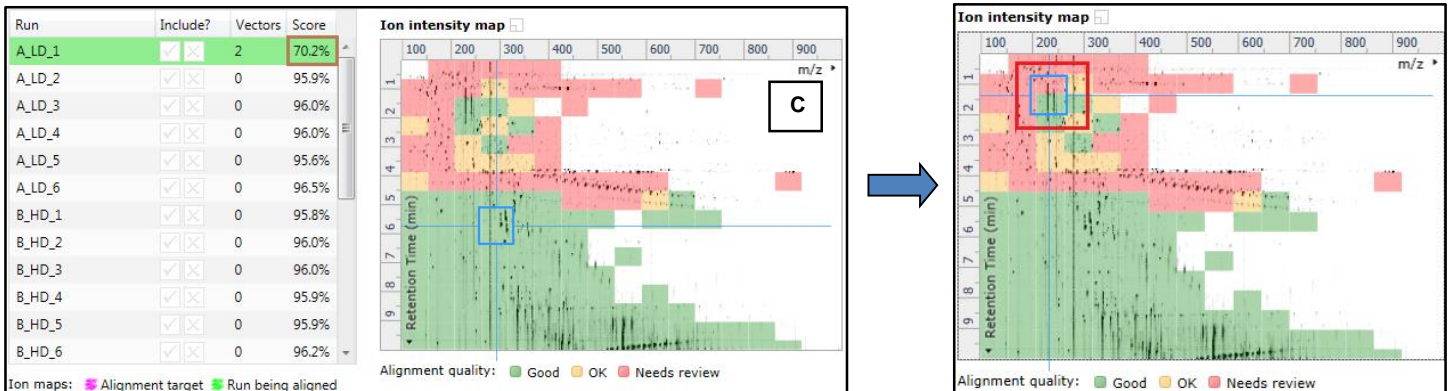 Run Include? Vectors Score
A_LD_1 2 70.2%
A_LD_2 0 95.9%
A_LD_3 0 96.0%
A_LD_4 0 96.0%
A_LD_5 0 95.6%
A_LD_6 0 96.5%
B_HD_1 0 95.8%
B_HD_2 0 96.0%
B_HD_3 0 96.0%
B_HD_4 0 95.9%
B_HD_5 0 95.9%
B_HD_6 0 96.2%
Ion maps: Alignment target Run being aligned
Ion intensity map
100 200 300 400 500 600 700 800 900
m/z
C
1
2
3
4
5
6
7
8
9
Retention Time (min)
Alignment quality: Good OK Needs review
Ion intensity map
100 200 300 400 500 600 700 800 900
m/z
1
2
3
4
5
6
7
8
9
Retention Time (min)
Alignment quality: Good OK Needs review